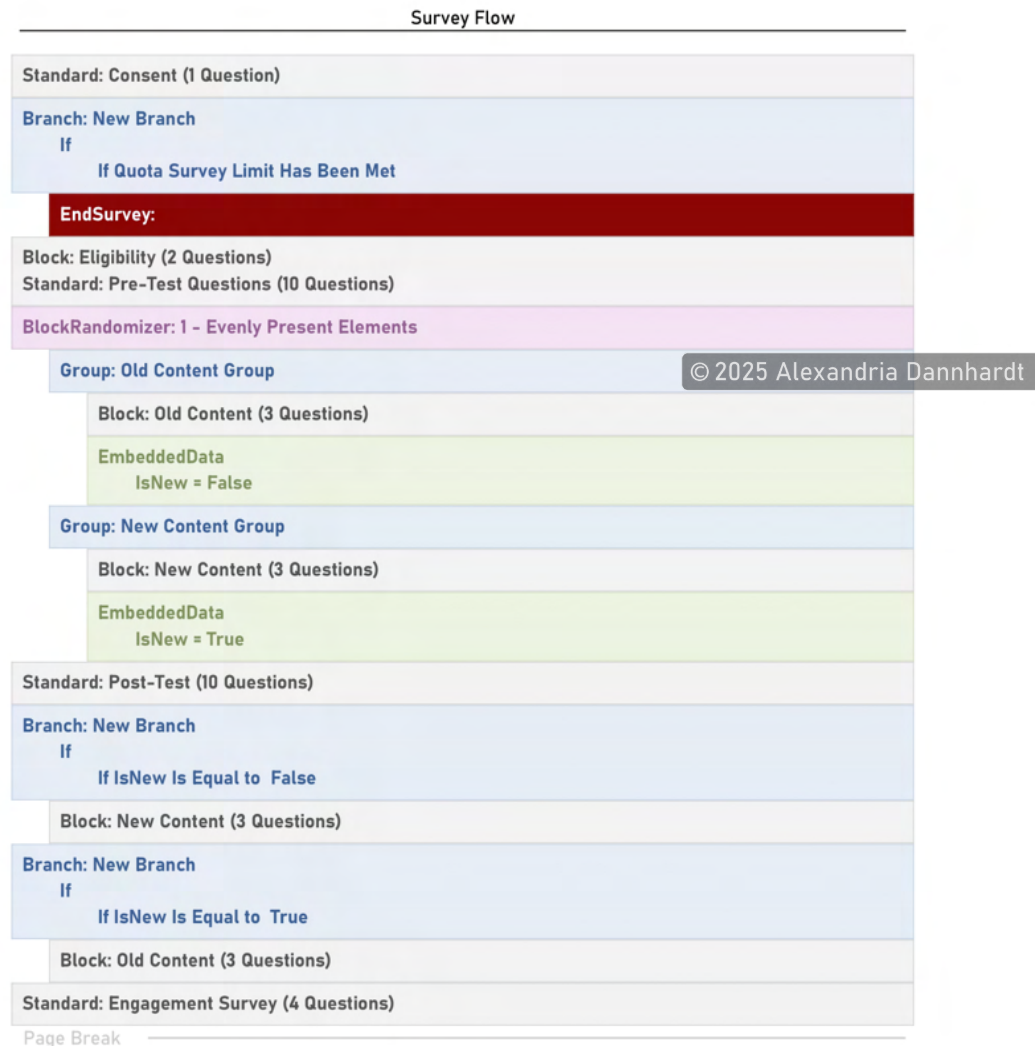 Survey Flow
Standard: Consent (1 Question)
Branch: New Branch
If
If Quota Survey Limit Has Been Met
EndSurvey:
Block: Eligibility (2 Questions)
Standard: Pre-Test Questions (10 Questions)
BlockRandomizer: 1 - Evenly Present Elements
Group: Old Content Group
© 2025 Alexandria Dannhardt
Block: Old Content (3 Questions)
EmbeddedData
IsNew = False
Group: New Content Group
Block: New Content (3 Questions)
EmbeddedData
IsNew = True
Standard: Post-Test (10 Questions)
Branch: New Branch
If
If IsNew Is Equal to  False
Block: New Content (3 Questions)
Branch: New Branch
If
If IsNew Is Equal to  True
Block: Old Content (3 Questions)
Standard: Engagement Survey (4 Questions)
Page Break